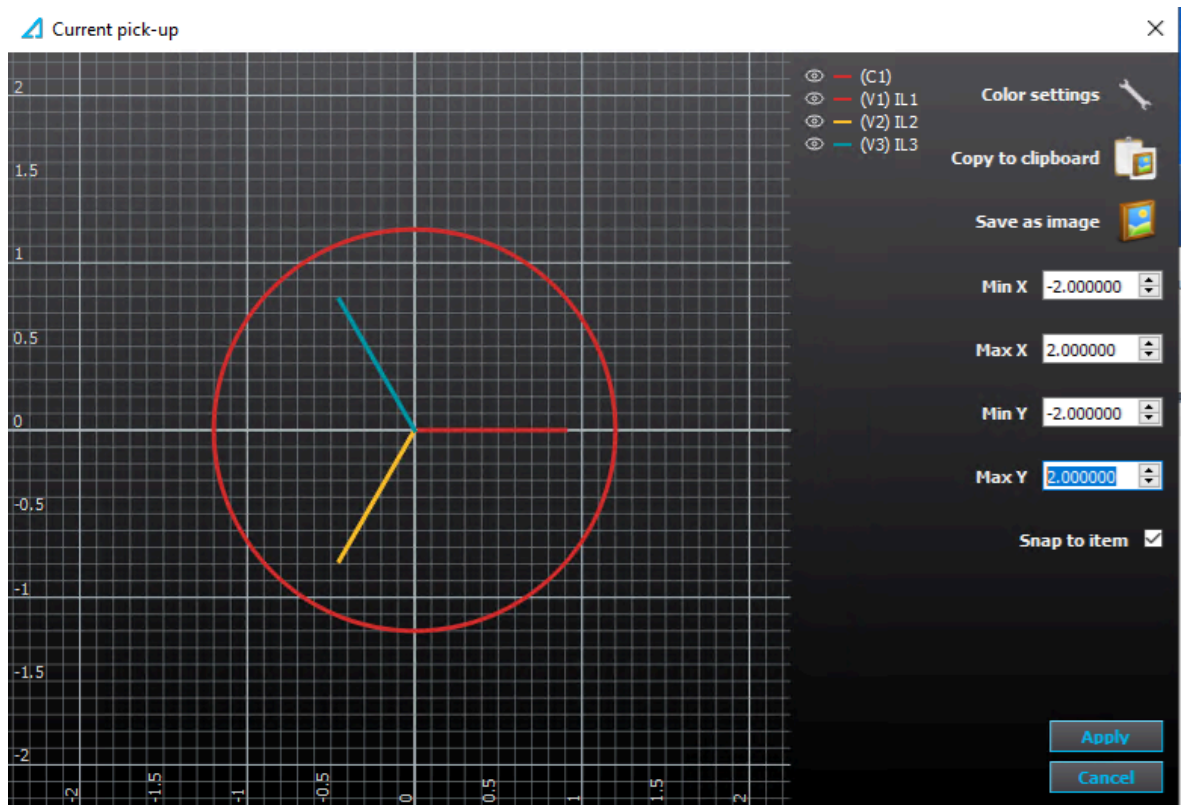 Current pick-up
2
1.5
1
0.5
0
-0.5
-1
-1.5
-2
-2
-1.5
-1
-0.5
0
0.5
1
1.5
2
(C1)
(V1) IL1
(V2) IL2
(V3) IL3
Color settings
Copy to clipboard
Save as image
Min X -2.000000
Max X 2.000000
Min Y -2.000000
Max Y 2.000000
Snap to item
Apply
Cancel